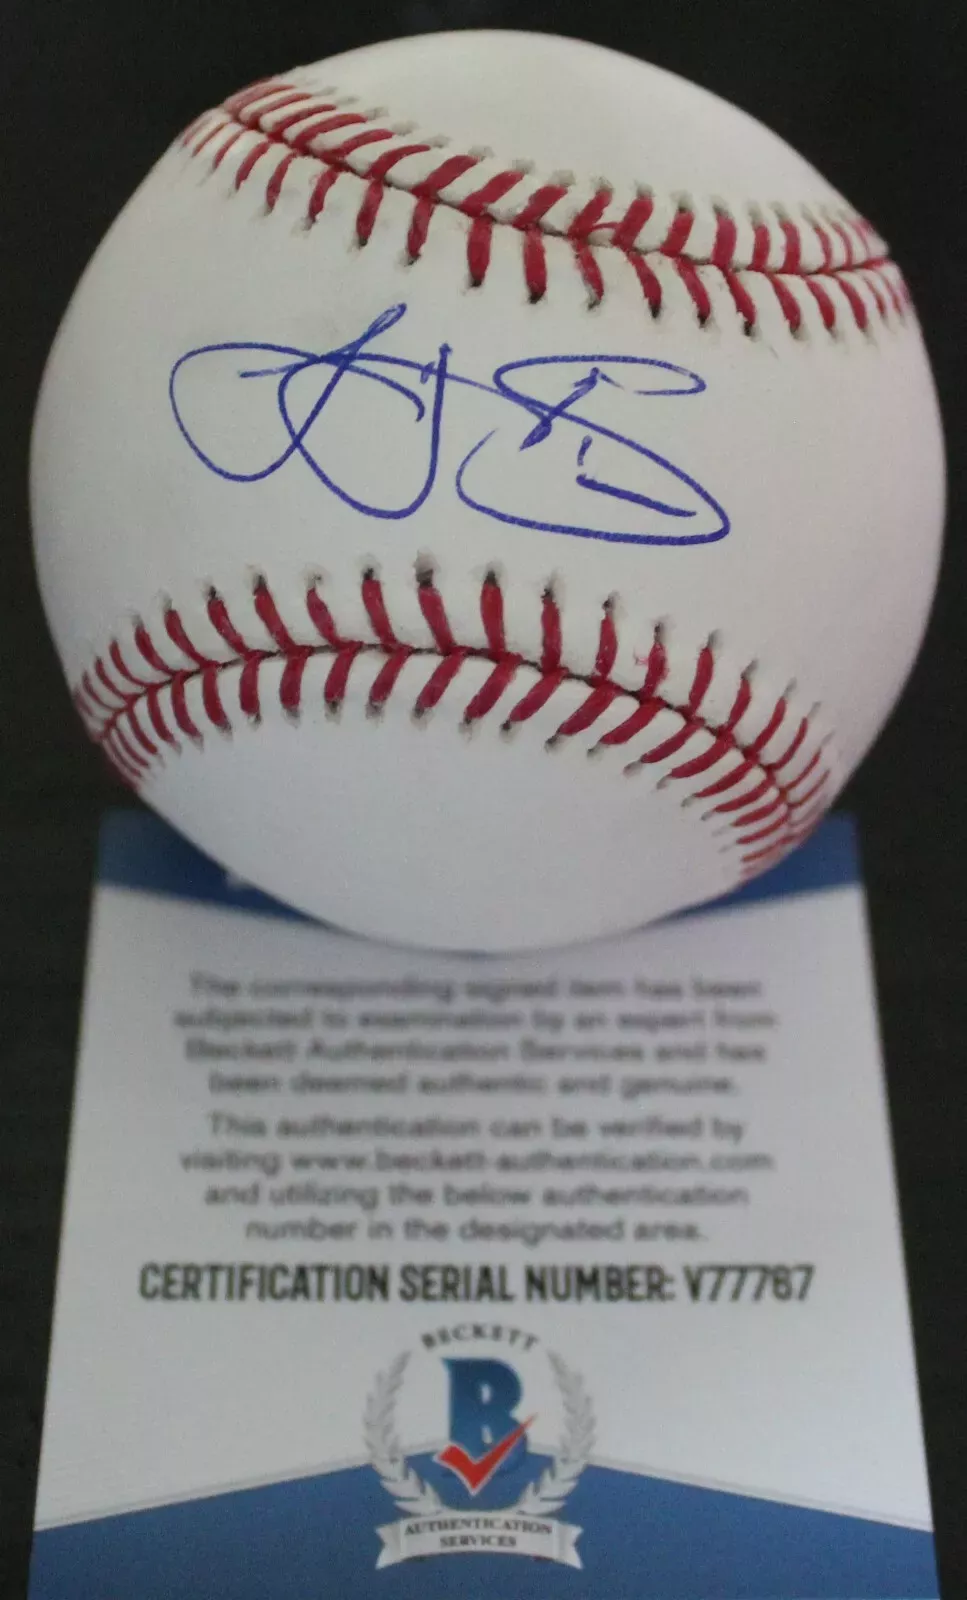 The corresponding signed item has been
subjected to examination by an expert from
Beckett Authentication Services and has
been deemed authentic and genuine.
This authentication can be verified by
visiting www.beckett-authentication.com
and utilizing the below authentication
number in the designated area.
CERTIFICATION SERIAL NUMBER: V77787
BECKETT
B
AUTHENTICATION
SERVICES